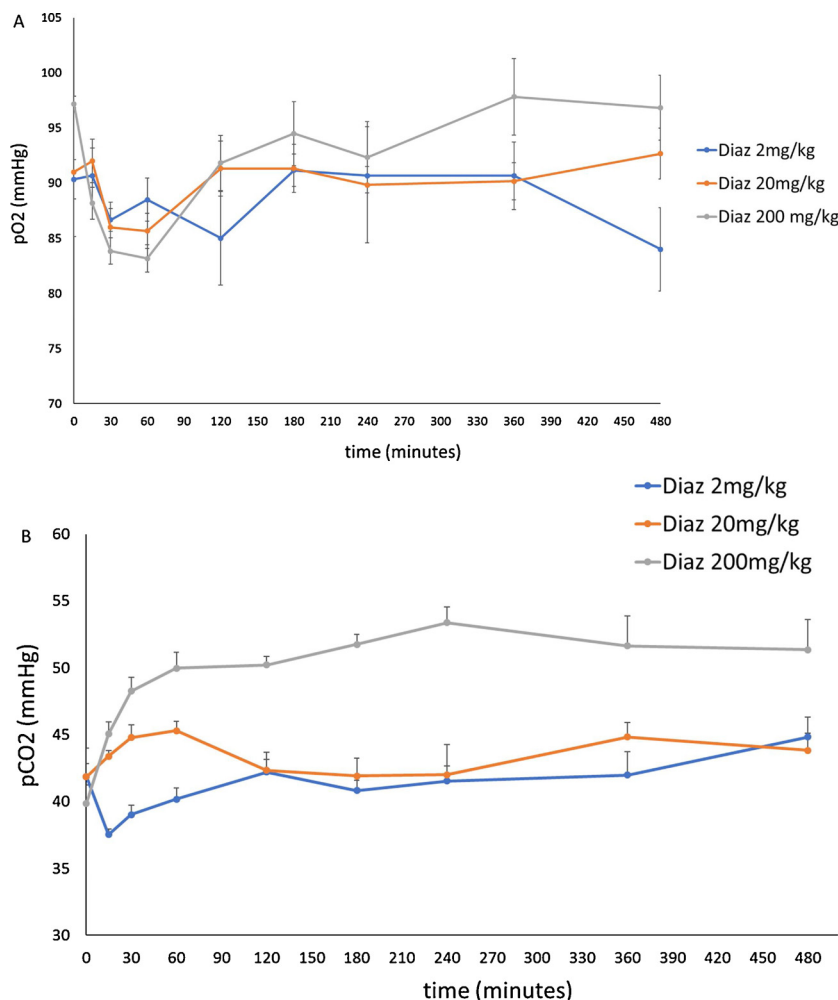 A
105
100
95
90
85
80
75
70
pO2 (mmHg)
0 15 30 60 90 120 150 180 210 240 270 300 330 360 390 420 450 480
time (minutes)
Diaz 2mg/kg
Diaz 20mg/kg
Diaz 200 mg/kg
B
Diaz 2mg/kg
Diaz 20mg/kg
Diaz 200mg/kg
60
55
50
45
40
35
30
pCO2 (mmHg)
0 30 60 90 120 150 180 210 240 270 300 330 360 390 420 450 480
time (minutes)